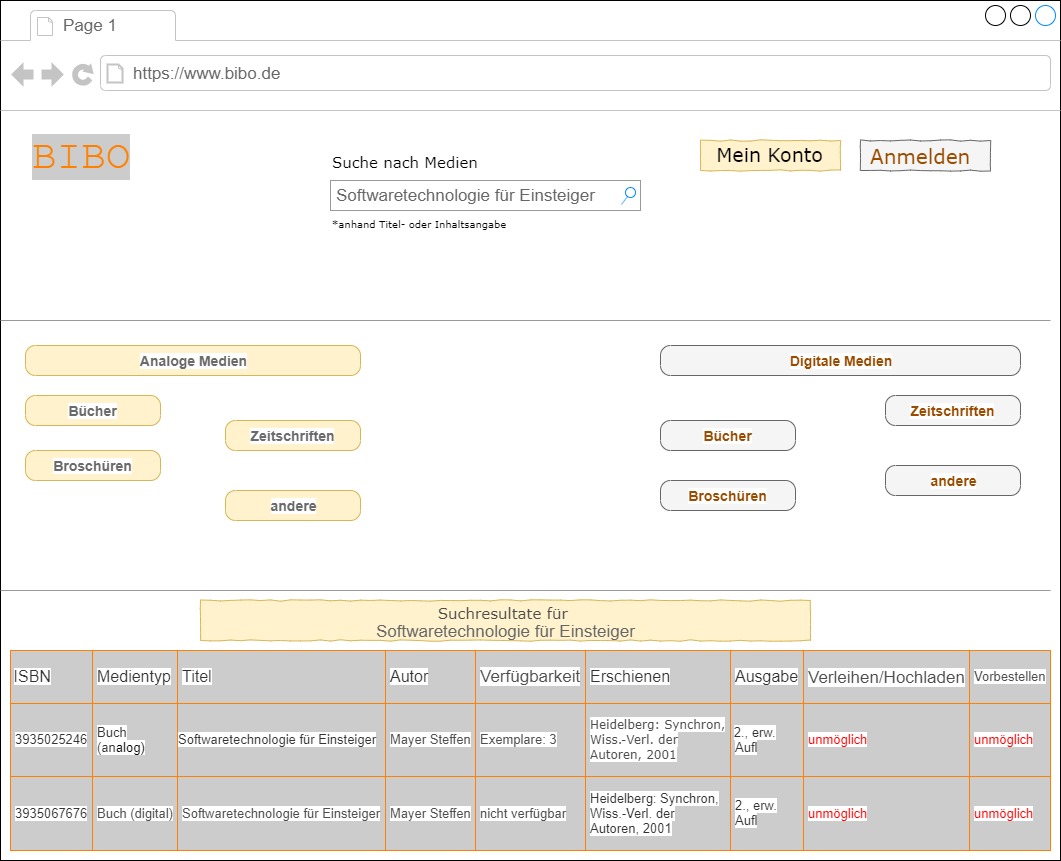 Page 1
https://www.bibo.de
BIBO
Suche nach Medien
Mein Konto
Anmelden
Softwaretechnologie für Einsteiger
*anhand Titel- oder Inhaltsangabe
Analoge Medien
Bücher
Zeitschriften
Broschüren
andere
Digitale Medien
Zeitschriften
Bücher
andere
Broschüren
Suchresultate für
Softwaretechnologie für Einsteiger
ISBN Medientyp Titel Autor Verfügbarkeit Erschienen Ausgabe Verleihen/Hochladen Vorbestellen
3935025246
Buch
(analog)
Softwaretechnologie für Einsteiger
Mayer Steffen
Exemplare: 3
Heidelberg: Synchron,
Wiss.-Verl. der
Autoren, 2001
2., erw.
Aufl
unmöglich
unmöglich
3935067676
Buch (digital)
Softwaretechnologie für Einsteiger
Mayer Steffen
nicht verfügbar
Heidelberg: Synchron,
Wiss.-Verl. der
Autoren, 2001
2., erw.
Aufl
unmöglich
unmöglich